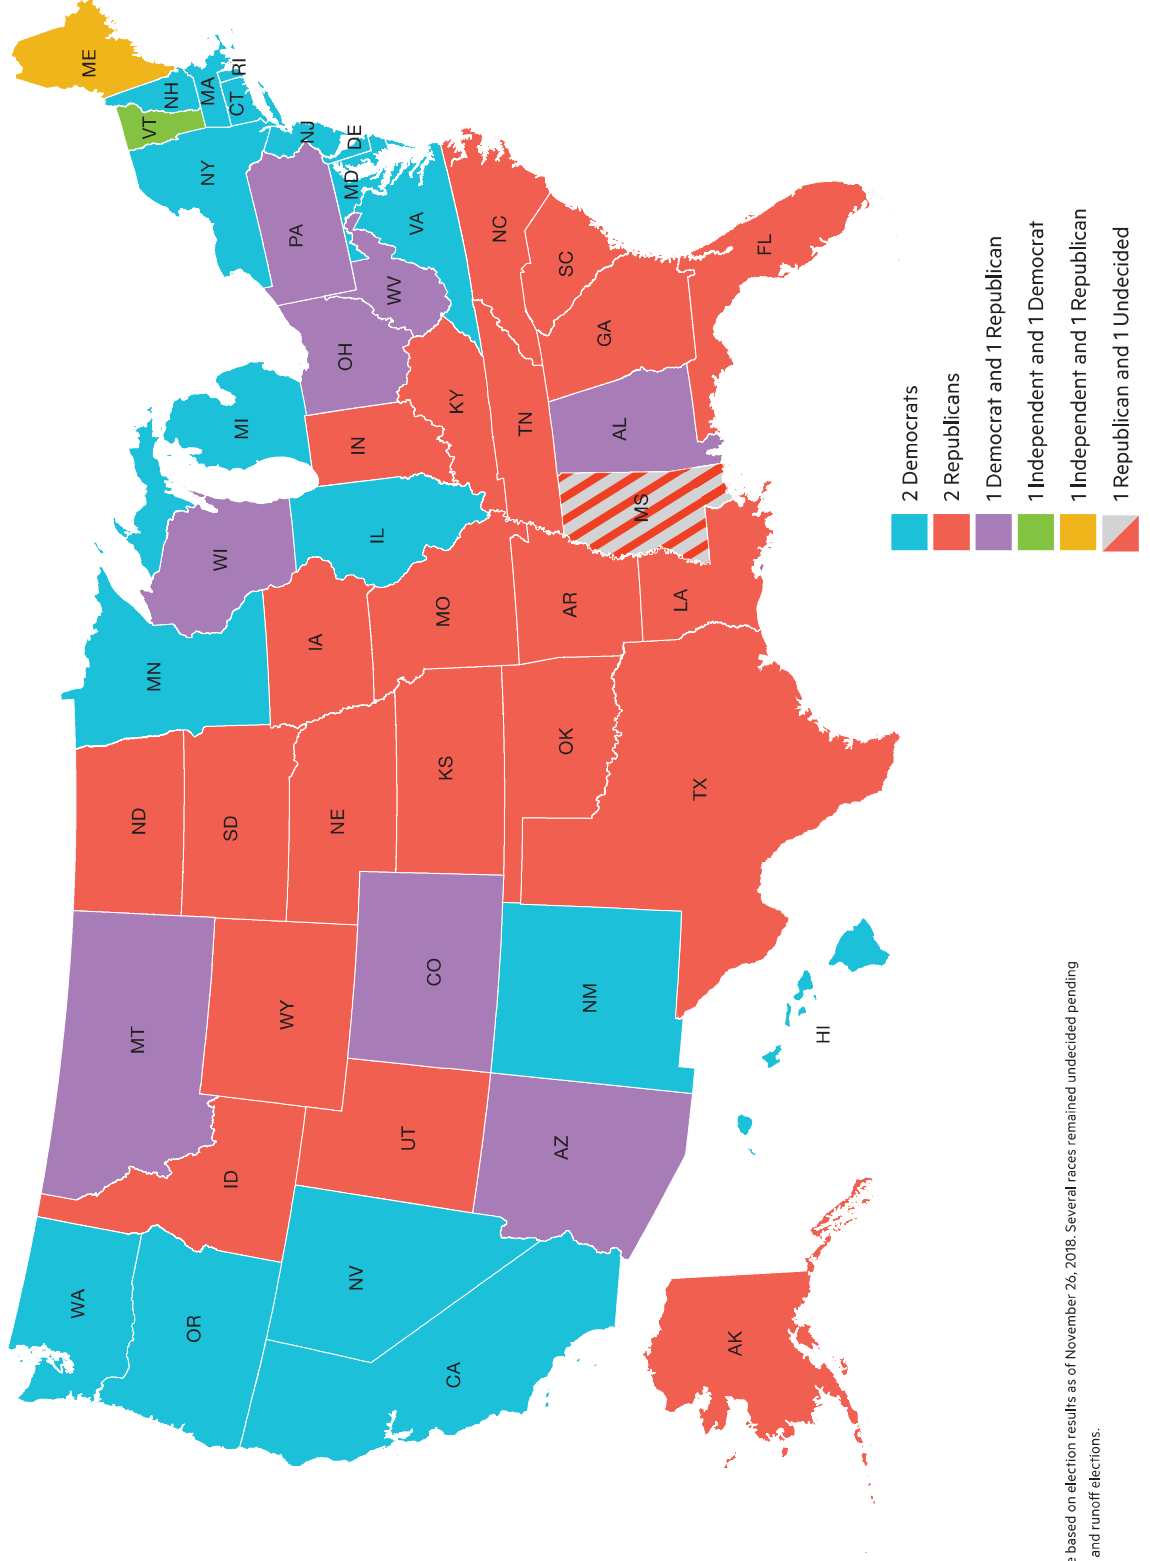 ME
VT
NH
MA
RI
CT
NY
NJ
DE
MD
PA
VA
WV
OH
MI
IN
KY
NC
SC
TN
GA
FL
AL
MS
WI
IL
MN
IA
MO
AR
LA
ND
SD
NE
KS
OK
TX
MT
WY
CO
NM
ID
UT
AZ
WA
OR
NV
CA
AK
HI
2 Democrats
2 Republicans
1 Democrat and 1 Republican
1 Independent and 1 Democrat
1 Independent and 1 Republican
1 Republican and 1 Undecided
e based on election results as of November 26, 2018. Several races remained undecided pending
and runoff elections.